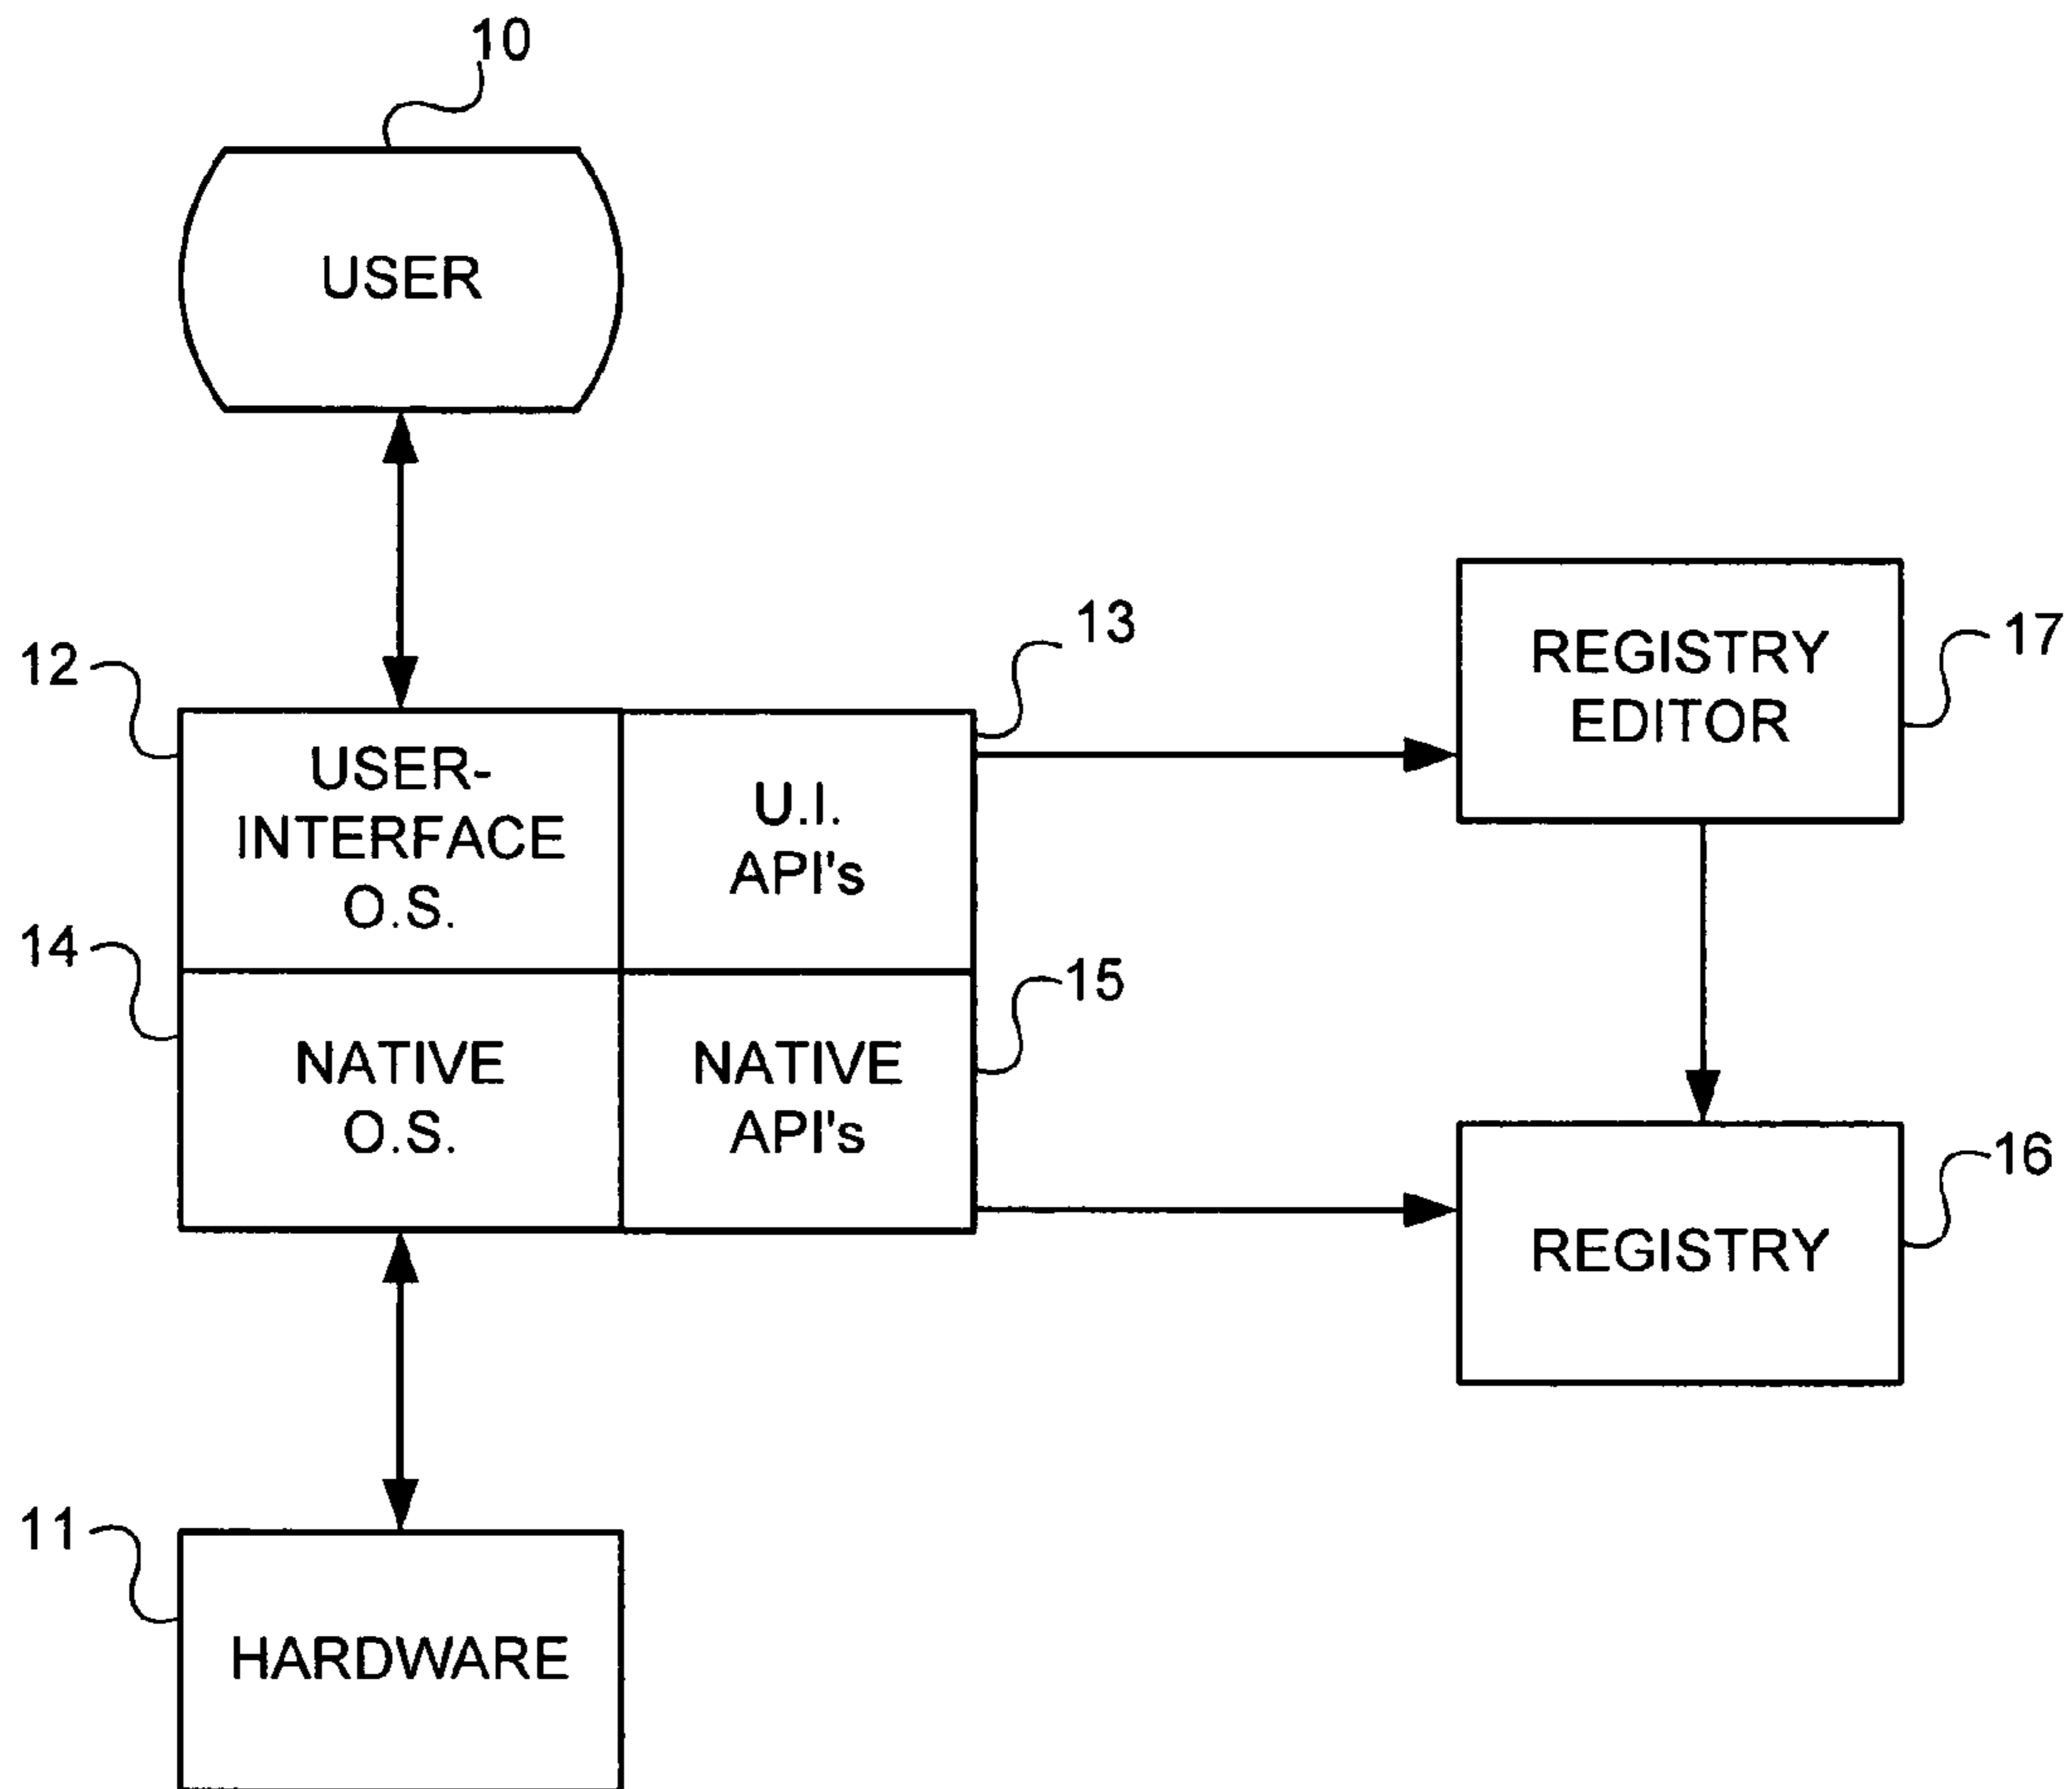 10
USER
12
USER-
INTERFACE
O.S.
13
U.I.
API's
REGISTRY
EDITOR
17
14
NATIVE
O.S.
15
NATIVE
API's
REGISTRY
16
11
HARDWARE